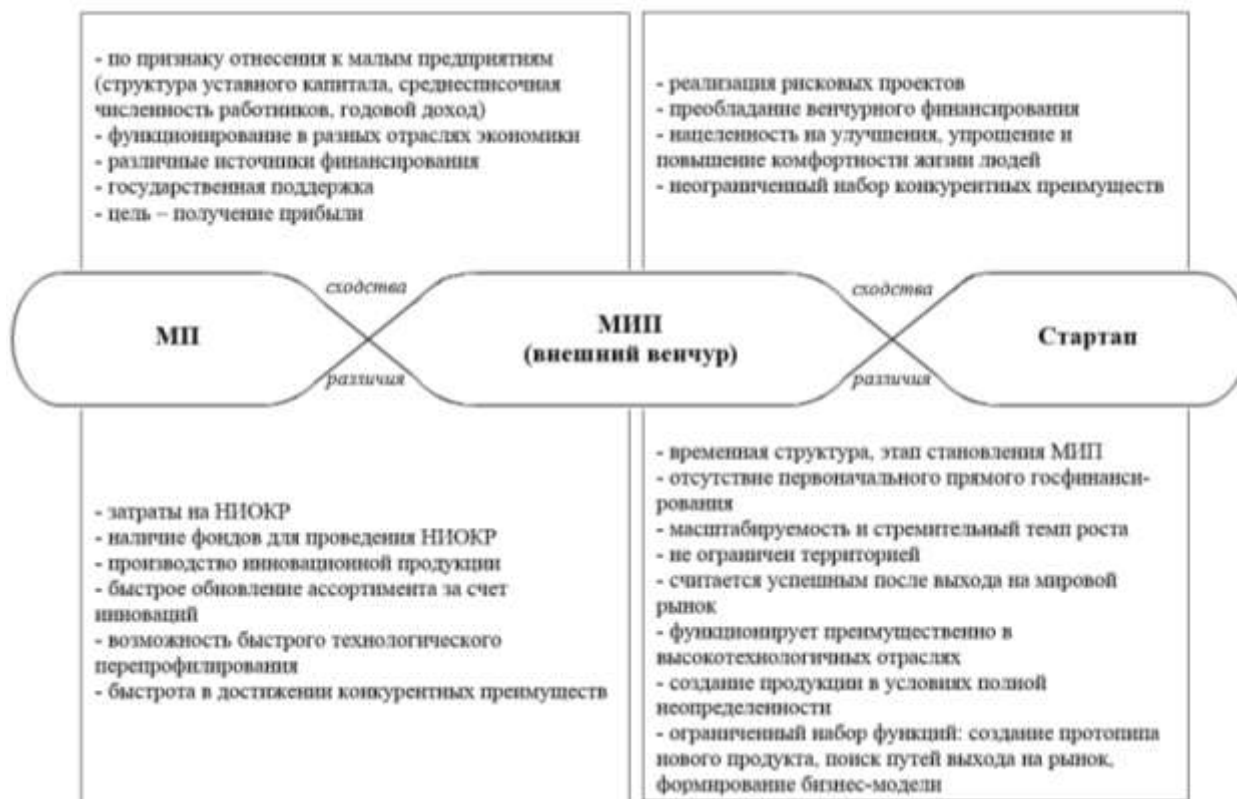 - по признаку отнесения к малым предприятиям
(структура уставного капитала, среднесписочная
численность работников, годовой доход)
- функционирование в разных отраслях экономики
- различные источники финансирования
- государственная поддержка
- цель – получение прибыли
- реализация рисковых проектов
- преобладание венчурного финансирования
- нацеленность на улучшения, упрощение и
повышение комфортности жизни людей
- неограниченный набор конкурентных преимуществ
сходства
сходства
МП
МИП
(внешний венчур)
Стартап
различия
различия
- затраты на НИОКР
- наличие фондов для проведения НИОКР
- производство инновационной продукции
- быстрое обновление ассортимента за счет
инноваций
- возможность быстрого технологического
перепрофилирования
- быстрота в достижении конкурентных преимуществ
- временная структура, этап становления МИП
- отсутствие первоначального прямого госфинанси-
рования
- масштабируемость и стремительный темп роста
- не ограничен территорией
- считается успешным после выхода на мировой
рынок
- функционирует преимущественно в
высокотехнологичных отраслях
- создание продукции в условиях полной
неопределенности
- ограниченный набор функций: создание протопипа
нового продукта, поиск путей выхода на рынок,
формирование бизнес-модели